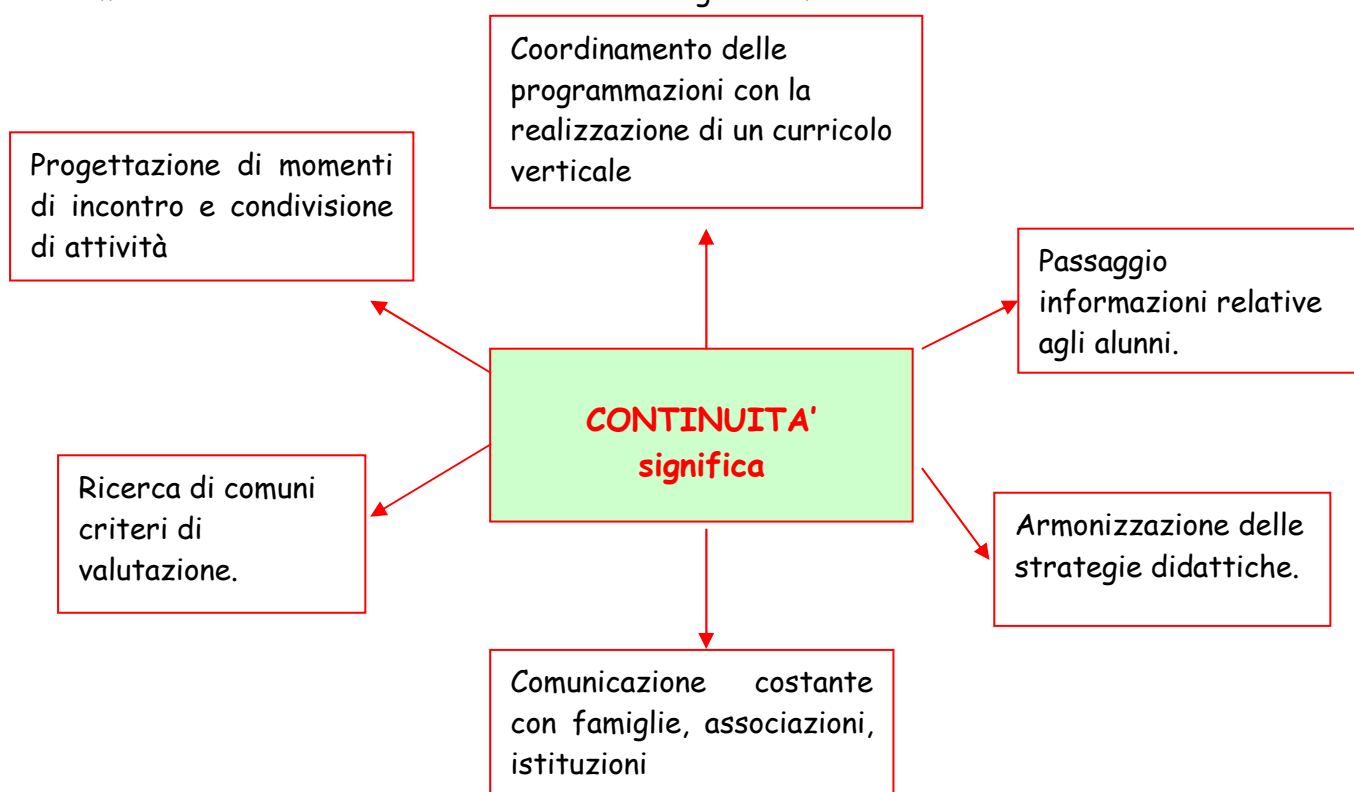 Coordinamento delle
programmazioni con la
realizzazione di un curricolo
verticale
Progettazione di momenti
di incontro e condivisione
di attività
Passaggio
informazioni relative
agli alunni.
CONTINUITA’
significa
Ricerca di comuni
criteri di
valutazione.
Armonizzazione delle
strategie didattiche.
Comunicazione costante
con famiglie, associazioni,
istituzioni